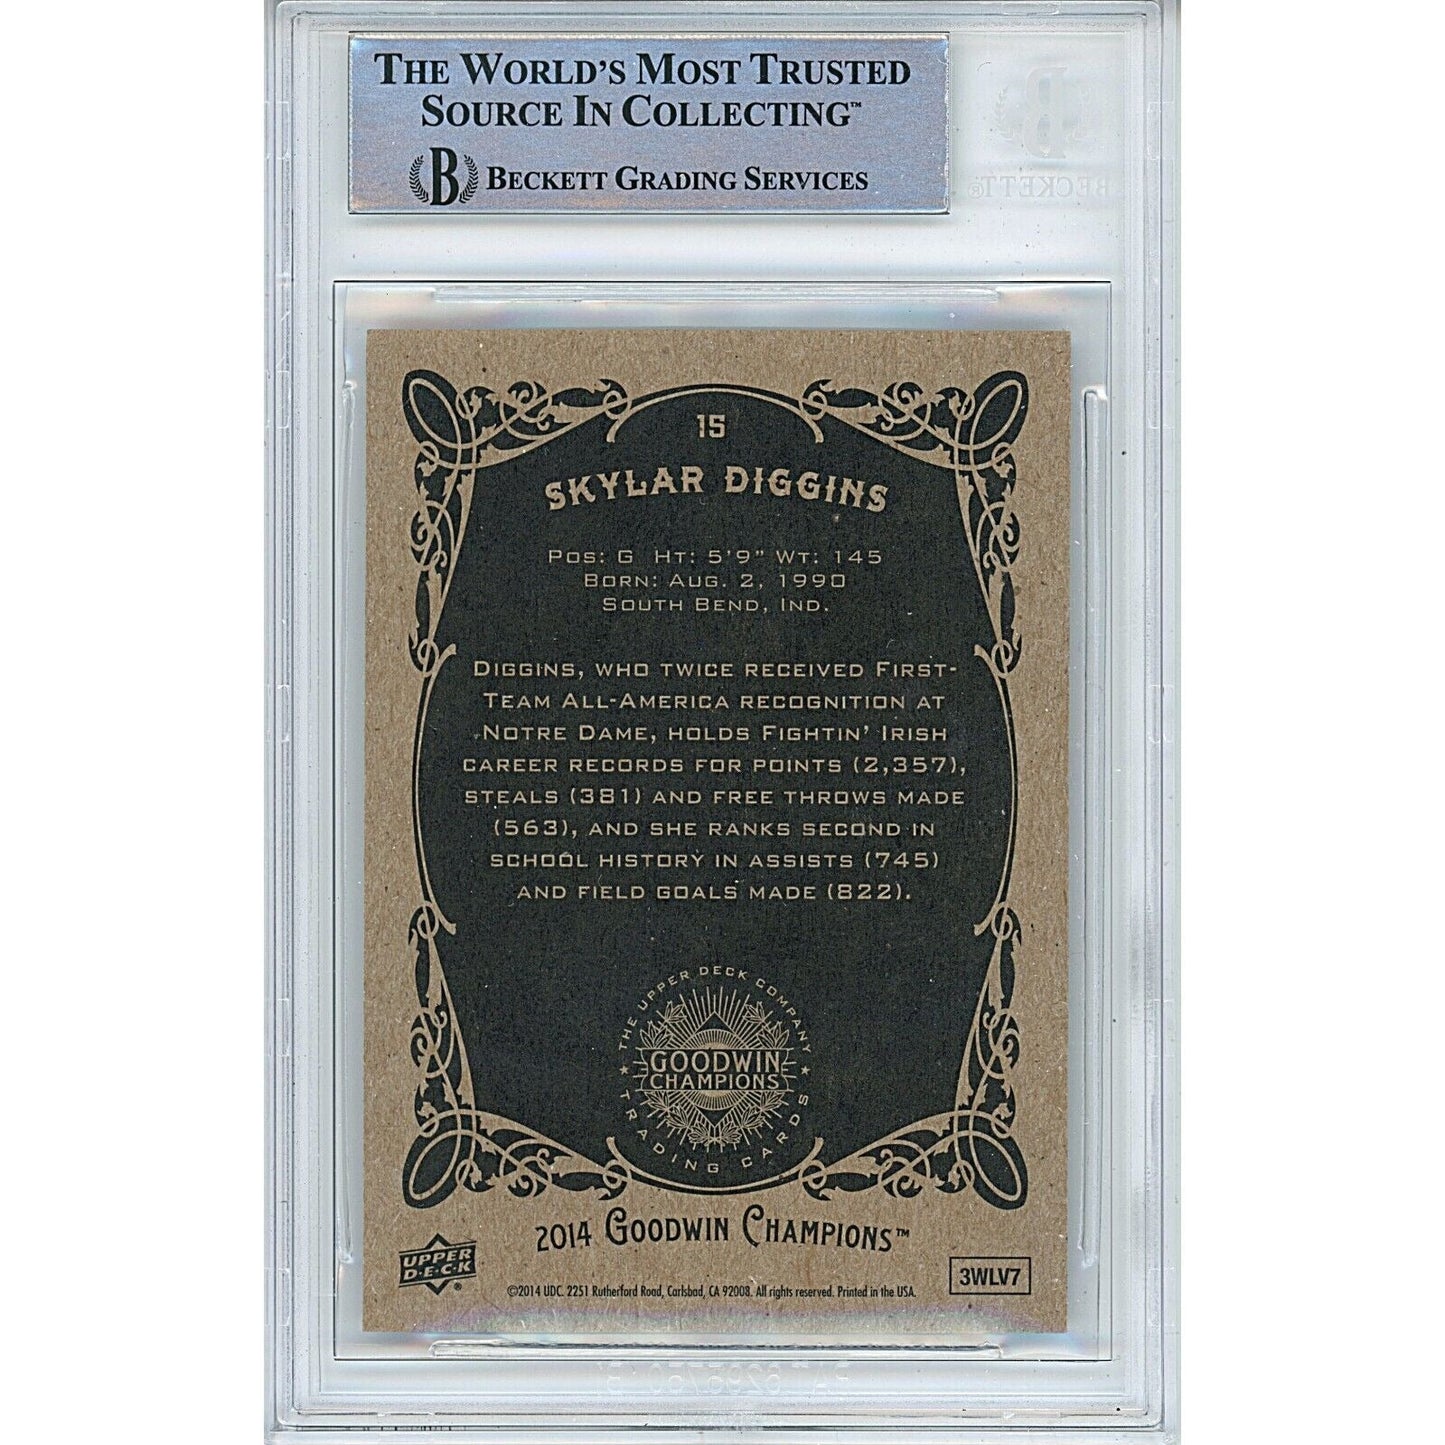 THE WORLD'S MOST TRUSTED
SOURCE IN COLLECTING™
B BECKETT GRADING SERVICES
B
BECKETT®
15
SKYLAR DIGGINS
POS: G HT: 5'9" WT: 145
BORN: AUG. 2, 1990
SOUTH BEND, IND.
DIGGINS, WHO TWICE RECEIVED FIRST-
TEAM ALL-AMERICA RECOGNITION AT
NOTRE DAME, HOLDS FIGHTIN' IRISH
CAREER RECORDS FOR POINTS (2,357),
STEALS (381) AND FREE THROWS MADE
(563), AND SHE RANKS SECOND IN
SCHOOL HISTORY IN ASSISTS (745)
AND FIELD GOALS MADE (822).
THE UPPER DECK COMPANY
GOODWIN
CHAMPIONS
TRADING CARDS
2014 GOODWIN CHAMPIONS™
UPPER
D·E·C·K®
©2014 UDC. 2251 Rutherford Road, Carlsbad, CA 92008. All rights reserved. Printed in the USA.
3WLV7